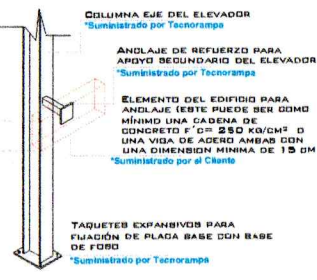 COLUMNA EJE DEL ELEVADOR
*Suministrado por Tecnorampa
ANCLAJE DE REFUERZO PARA
APOYO SECUNDARIO DEL ELEVADOR
*Suministrado por Tecnorampa
ELEMENTO DEL EDIFICIO PARA
ANCLAJE (ESTE PUEDE SER COMO
MÍNIMO UNA CADENA DE
CONCRETO F´C= 250 KG/CM² O
UNA VIGA DE ACERO AMBAS CON
UNA DIMENSION MINIMA DE 15 CM
*Suministrado por el Cliente
TAQUETES EXPANSIVOS PARA
FIJACIÓN DE PLACA BASE CON BASE
DE FOSO
*Suministrado por Tecnorampa